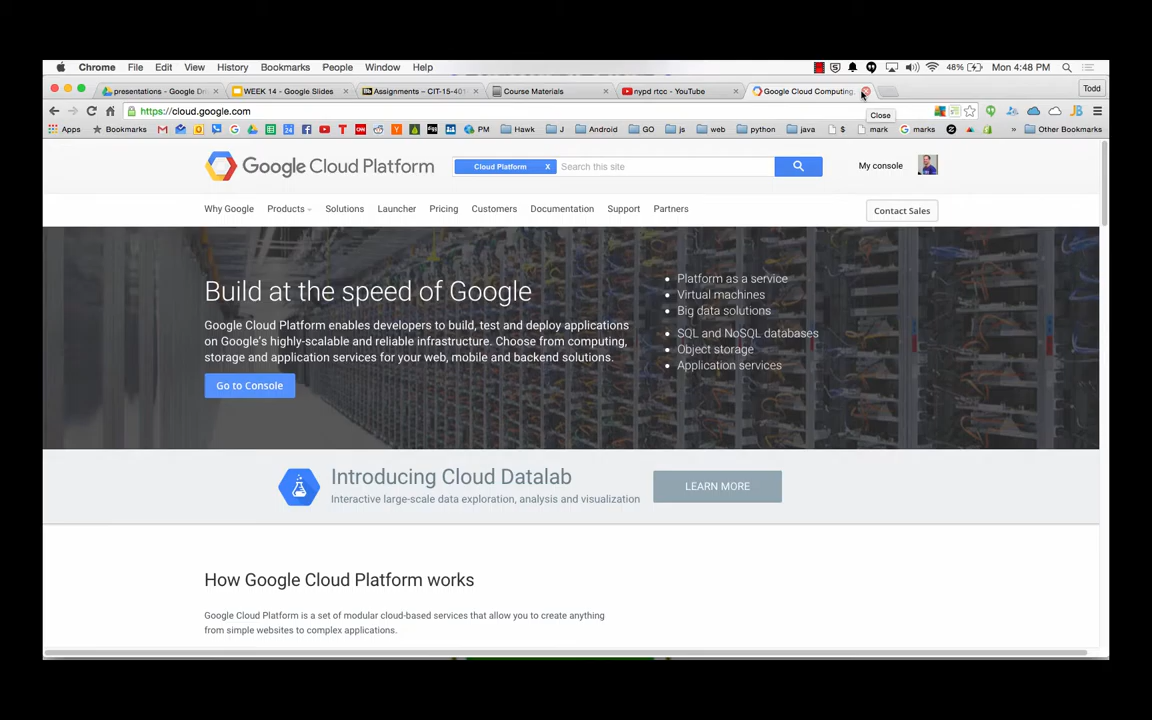 Chrome File Edit View History Bookmarks People Window Help 48% Mon 4:48 PM
presentations - Google Dri WEEK 14 - Google Slides Assignments – CIT-15-401 Course Materials nypd rtcc - YouTube Google Cloud Computing, Todd
https://cloud.google.com
Close
Apps Bookmarks PM Hawk J Android GO js web python java $ mark marks » Other Bookmarks
Google Cloud Platform Cloud Platform X Search this site My console
Why Google Products Solutions Launcher Pricing Customers Documentation Support Partners Contact Sales
Build at the speed of Google
Google Cloud Platform enables developers to build, test and deploy applications
on Google's highly-scalable and reliable infrastructure. Choose from computing,
storage and application services for your web, mobile and backend solutions.
Go to Console
Platform as a service
Virtual machines
Big data solutions
SQL and NoSQL databases
Object storage
Application services
Introducing Cloud Datalab
Interactive large-scale data exploration, analysis and visualization
LEARN MORE
How Google Cloud Platform works
Google Cloud Platform is a set of modular cloud-based services that allow you to create anything
from simple websites to complex applications.